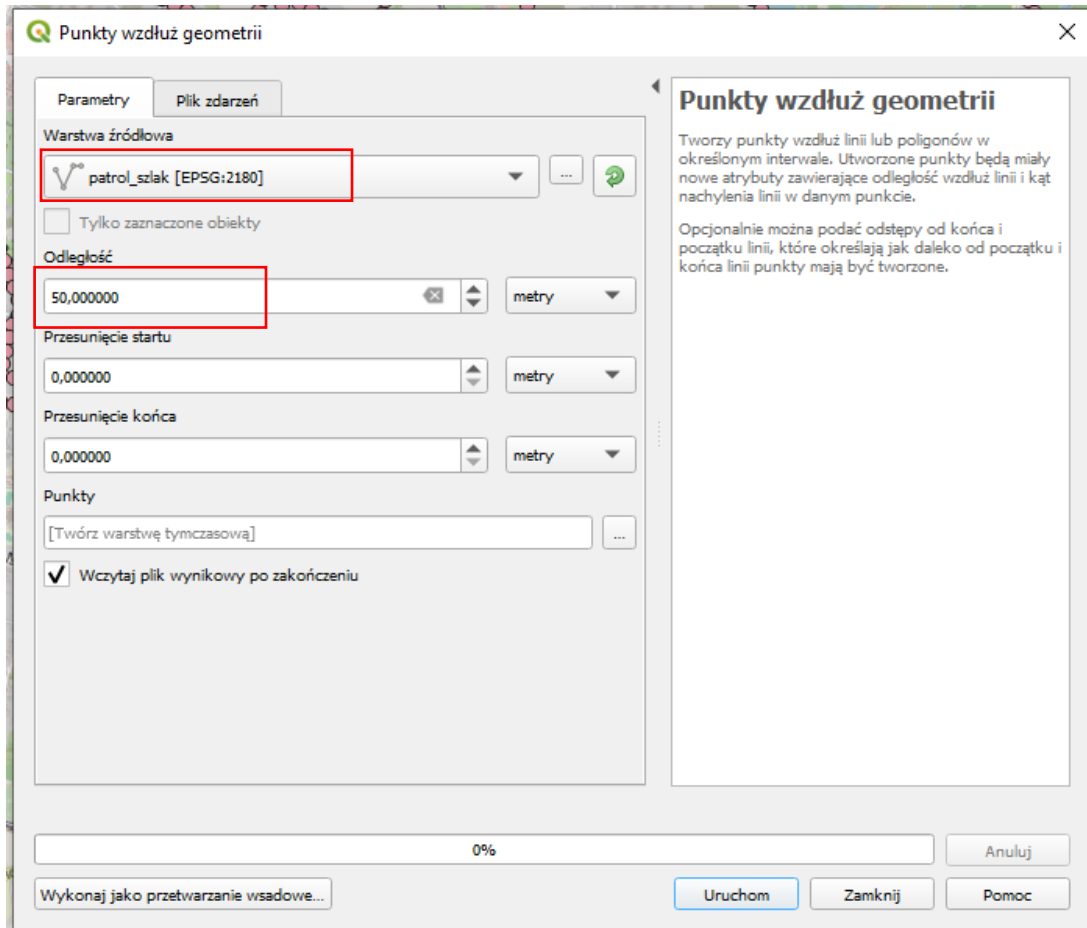 Punkty wzdłuż geometrii
Parametry
Plik zdarzeń
Warstwa źródłowa
patrol_szlak [EPSG:2180]
...
Tylko zaznaczone obiekty
Odległość
50,000000
metry
Przesunięcie startu
0,000000
metry
Przesunięcie końca
0,000000
metry
Punkty
[Twórz warstwę tymczasową]
...
Wczytaj plik wynikowy po zakończeniu
Punkty wzdłuż geometrii
Tworzy punkty wzdłuż linii lub poligonów w
określonym interwale. Utworzone punkty będą miały
nowe atrybuty zawierające odległość wzdłuż linii i kąt
nachylenia linii w danym punkcie.
Opcjonalnie można podać odstępy od końca i
początku linii, które określają jak daleko od początku i
końca linii punkty mają być tworzone.
0%
Anuluj
Wykonaj jako przetwarzanie wsadowe...
Uruchom
Zamknij
Pomoc